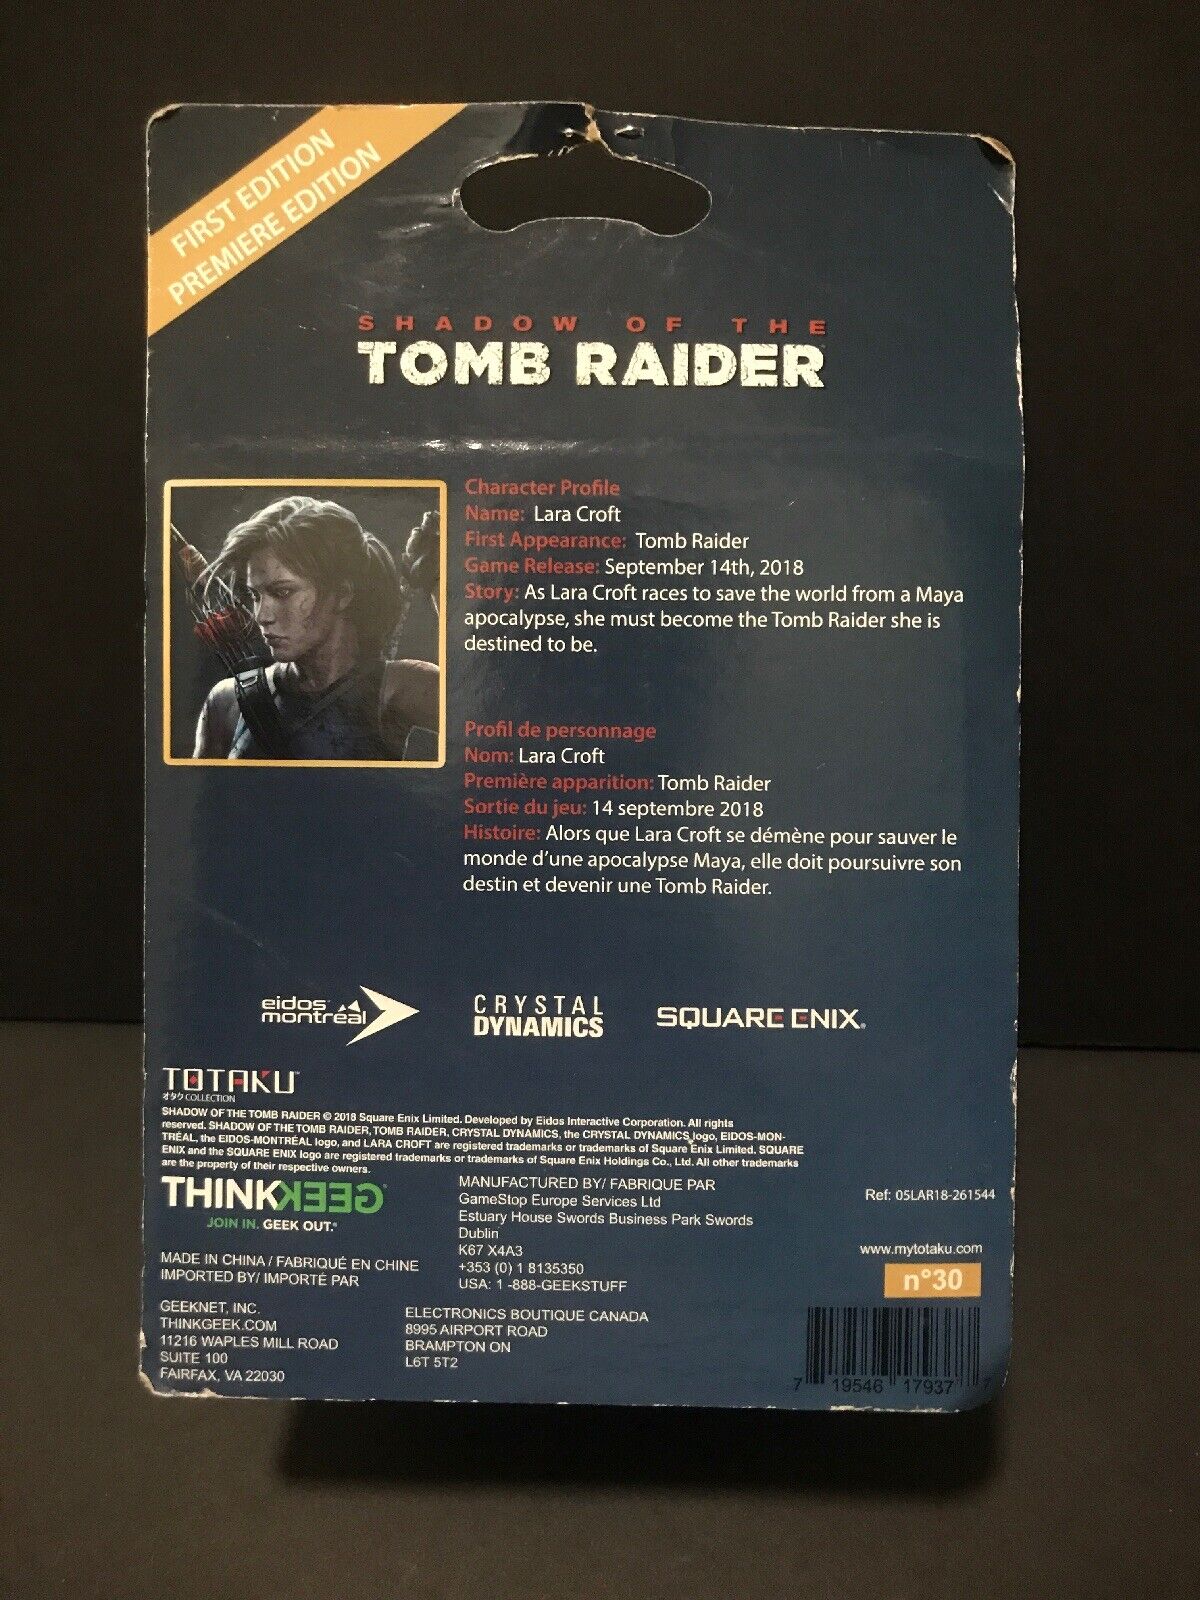 FIRST EDITION
PREMIERE EDITION
SHADOW OF THE
TOMB RAIDER
Character Profile
Name: Lara Croft
First Appearance: Tomb Raider
Game Release: September 14th, 2018
Story: As Lara Croft races to save the world from a Maya
apocalypse, she must become the Tomb Raider she is
destined to be.
Profil de personnage
Nom: Lara Croft
Première apparition: Tomb Raider
Sortie du jeu: 14 septembre 2018
Histoire: Alors que Lara Croft se démène pour sauver le
monde d'une apocalypse Maya, elle doit poursuivre son
destin et devenir une Tomb Raider.
eidos
montréal
CRYSTAL
DYNAMICS
SQUARE ENIX®
TOTAKU™
オタク COLLECTION
SHADOW OF THE TOMB RAIDER © 2018 Square Enix Limited. Developed by Eidos Interactive Corporation. All rights
reserved. SHADOW OF THE TOMB RAIDER, TOMB RAIDER, CRYSTAL DYNAMICS, the CRYSTAL DYNAMICS logo, EIDOS-MON-
TRÉAL, the EIDOS-MONTRÉAL logo, and LARA CROFT are registered trademarks or trademarks of Square Enix Limited. SQUARE
ENIX and the SQUARE ENIX logo are registered trademarks or trademarks of Square Enix Holdings Co., Ltd. All other trademarks
are the property of their respective owners.
THINKGEEK®
JOIN IN. GEEK OUT.®
MADE IN CHINA / FABRIQUÉ EN CHINE
IMPORTED BY/ IMPORTÉ PAR
GEEKNET, INC.
THINKGEEK.COM
11216 WAPLES MILL ROAD
SUITE 100
FAIRFAX, VA 22030
MANUFACTURED BY/ FABRIQUE PAR
GameStop Europe Services Ltd
Estuary House Swords Business Park Swords
Dublin
K67 X4A3
+353 (0) 1 8135350
USA: 1 -888-GEEKSTUFF
ELECTRONICS BOUTIQUE CANADA
8995 AIRPORT ROAD
BRAMPTON ON
L6T 5T2
Ref: 05LAR18-261544
www.mytotaku.com
n°30
7 19546 17937 7